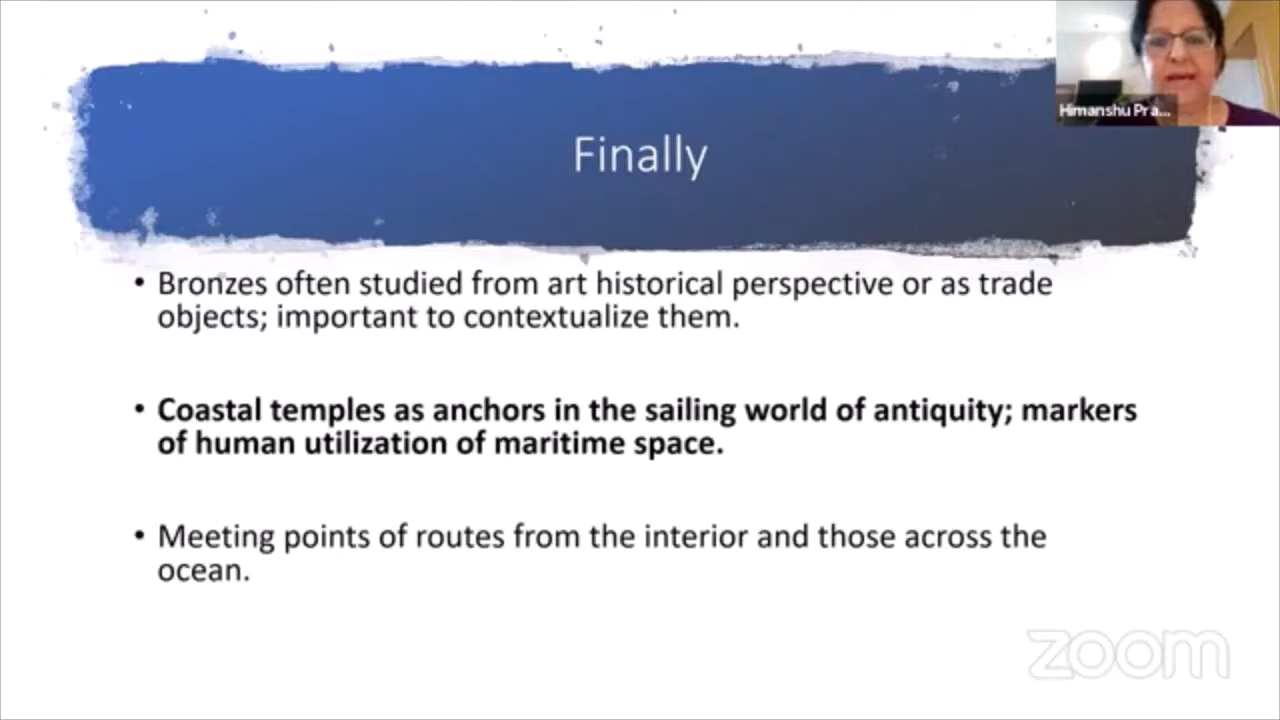 Himanshu Pra...
Finally
• Bronzes often studied from art historical perspective or as trade
objects; important to contextualize them.
• Coastal temples as anchors in the sailing world of antiquity; markers
of human utilization of maritime space.
• Meeting points of routes from the interior and those across the
ocean.
zoom